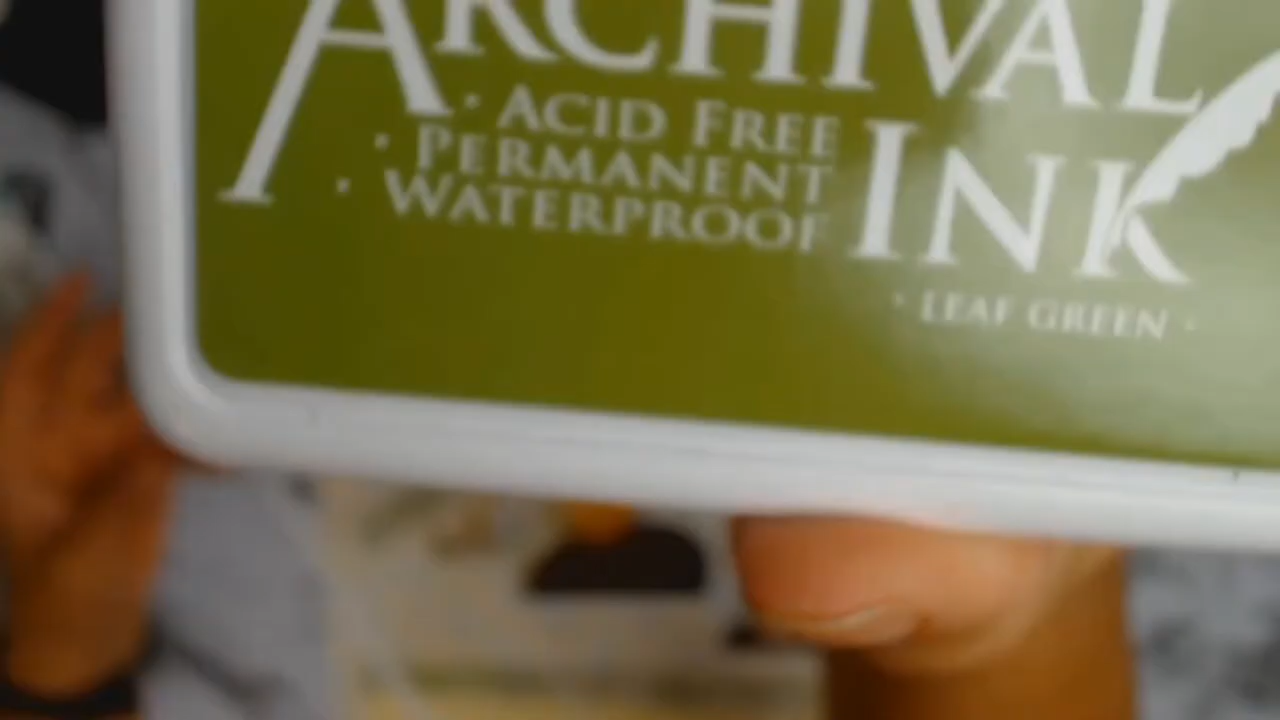 ARCHIVAL
· ACID FREE
· PERMANENT
· WATERPROOF
INK
· LEAF GREEN ·